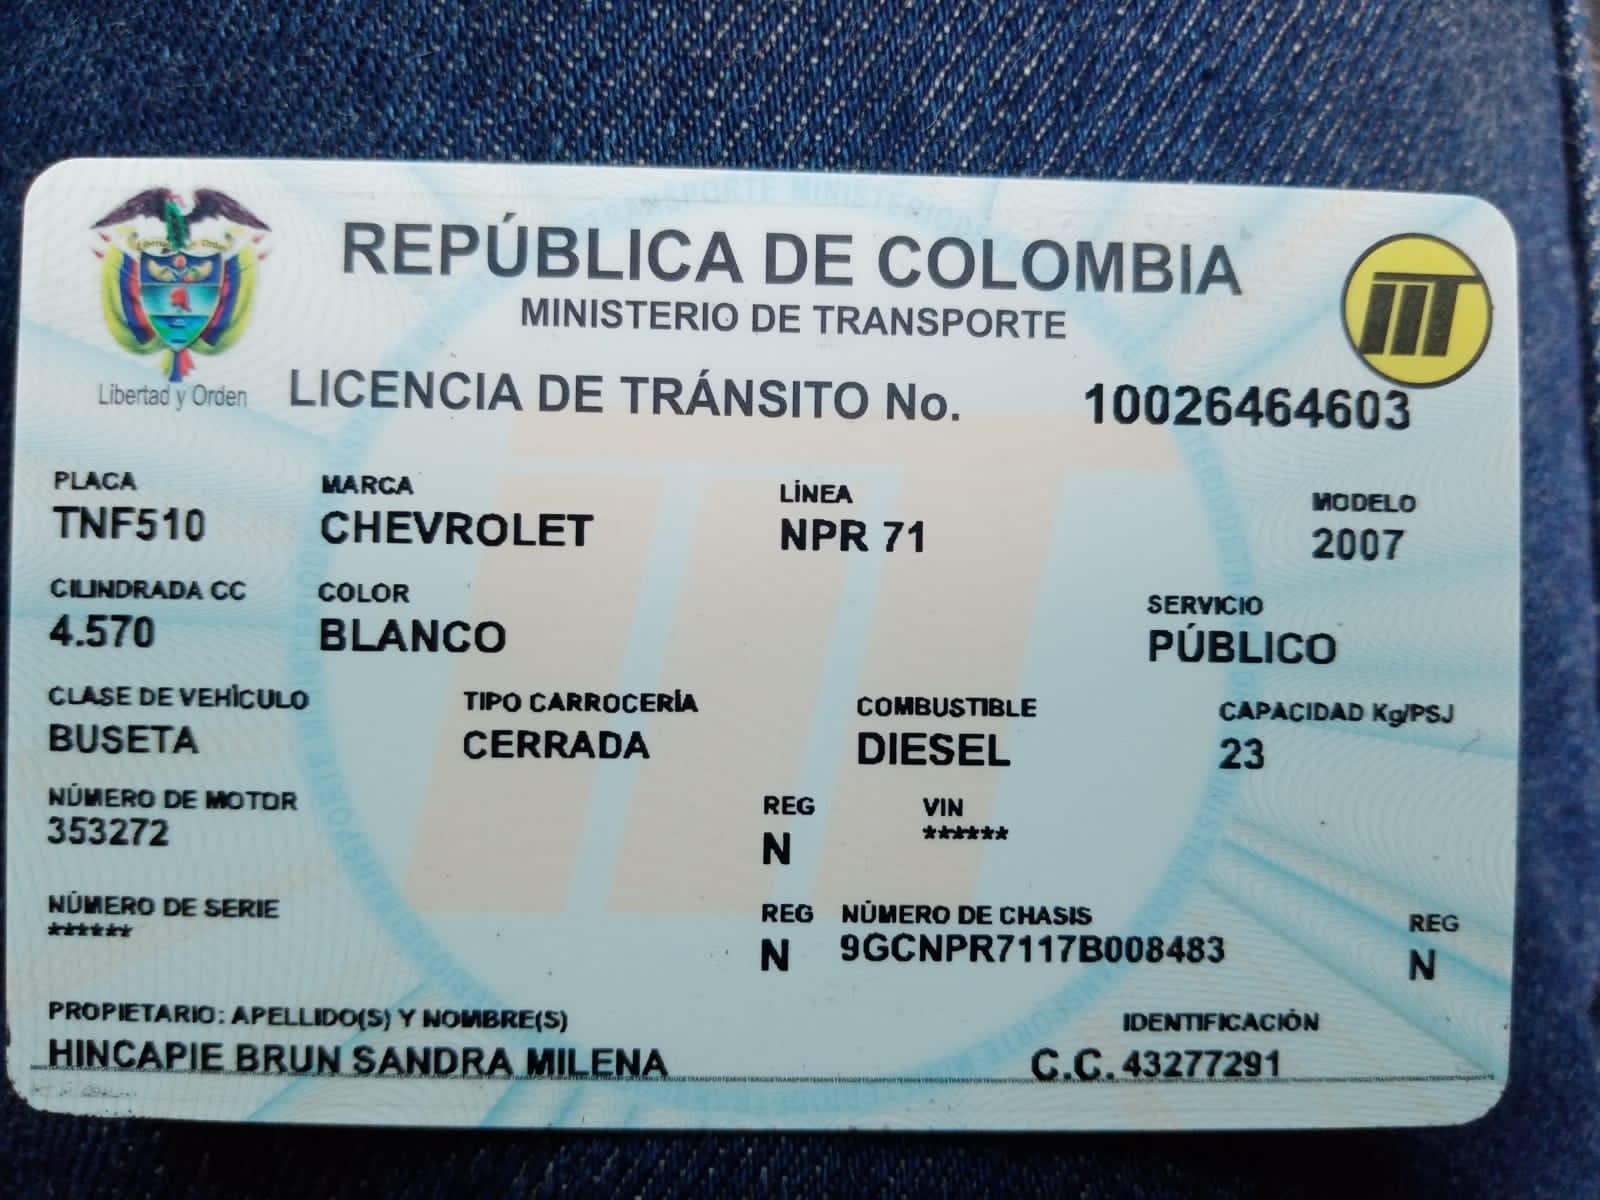 REPÚBLICA DE COLOMBIA
MINISTERIO DE TRANSPORTE
Libertad y Orden
LICENCIA DE TRÁNSITO No. 10026464603
PLACA MARCA LÍNEA MODELO
TNF510 CHEVROLET NPR 71 2007
CILINDRADA CC COLOR SERVICIO
4.570 BLANCO PÚBLICO
CLASE DE VEHÍCULO TIPO CARROCERÍA COMBUSTIBLE CAPACIDAD Kg/PSJ
BUSETA CERRADA DIESEL 23
NÚMERO DE MOTOR REG VIN
353272 N ******
NÚMERO DE SERIE REG NÚMERO DE CHASIS REG
****** N 9GCNPR7117B008483 N
PROPIETARIO: APELLIDO(S) Y NOMBRE(S) IDENTIFICACIÓN
HINCAPIE BRUN SANDRA MILENA C.C. 43277291